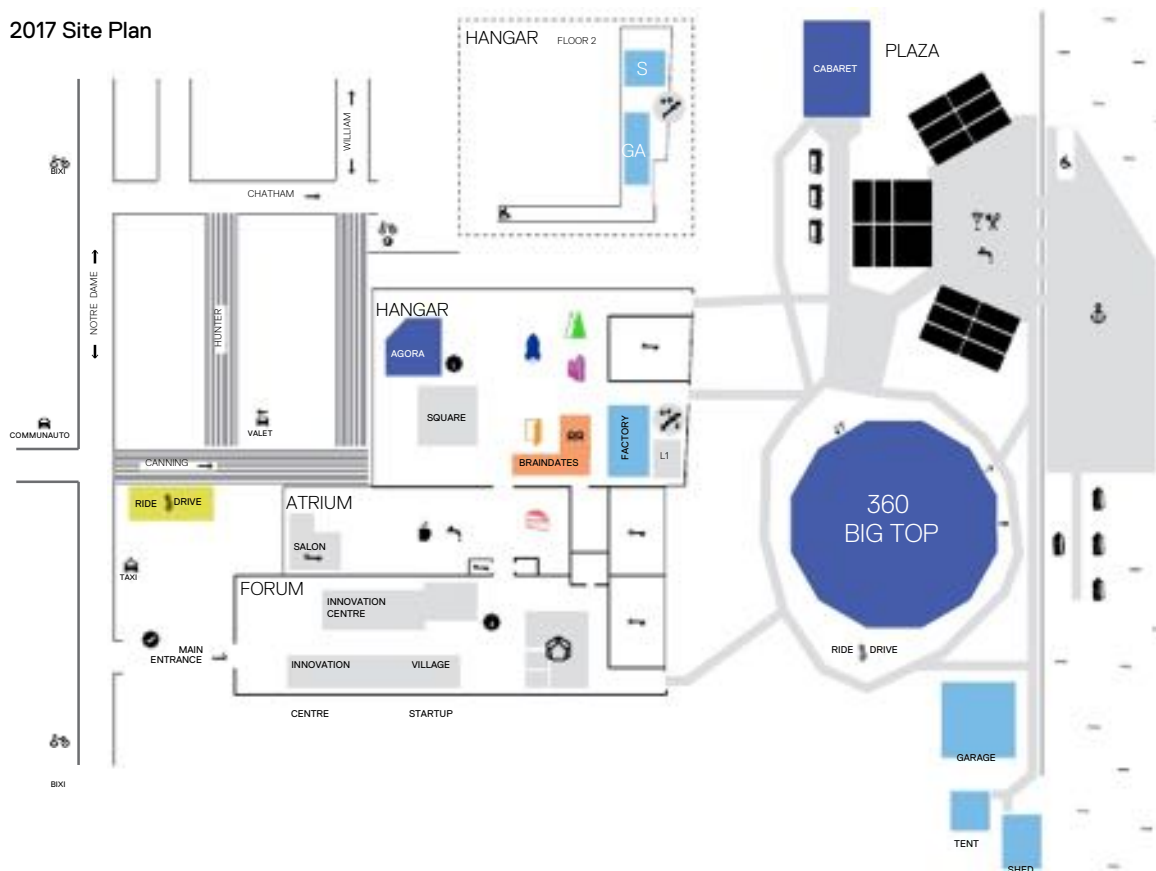 2017 Site Plan
HANGAR FLOOR 2
S
GA
CABARET
PLAZA
BIXI
WILLIAM
CHATHAM
NOTRE DAME
HUNTER
HANGAR
AGORA
SQUARE
VALET
COMMUNAUTO
CANNING
BRAINDATES
FACTORY
L1
RIDE DRIVE
ATRIUM
SALON
360
BIG TOP
TAXI
FORUM
INNOVATION
CENTRE
MAIN
ENTRANCE
INNOVATION VILLAGE
CENTRE STARTUP
RIDE DRIVE
GARAGE
BIXI
TENT
SHED